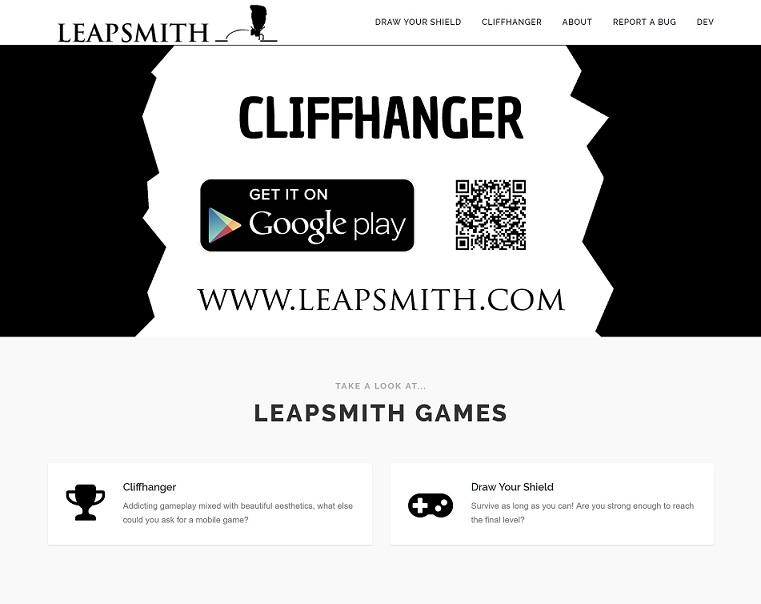 LEAPSMITH
DRAW YOUR SHIELD CLIFFHANGER ABOUT REPORT A BUG DEV
CLIFFHANGER
GET IT ON
Google play
WWW.LEAPSMITH.COM
TAKE A LOOK AT...
LEAPSMITH GAMES
Cliffhanger
Addicting gameplay mixed with beautiful aesthetics, what else
could you ask for a mobile game?
Draw Your Shield
Survive as long as you can! Are you strong enough to reach
the final level?